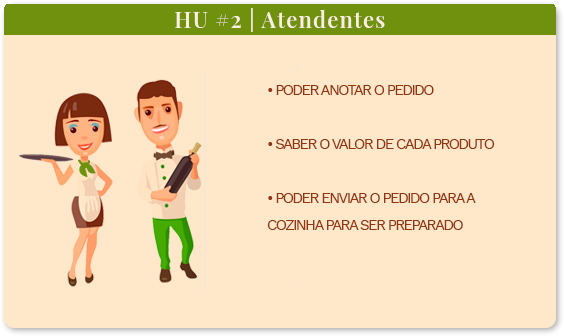 HU #2 | Atendentes
• PODER ANOTAR O PEDIDO
• SABER O VALOR DE CADA PRODUTO
• PODER ENVIAR O PEDIDO PARA A
COZINHA PARA SER PREPARADO